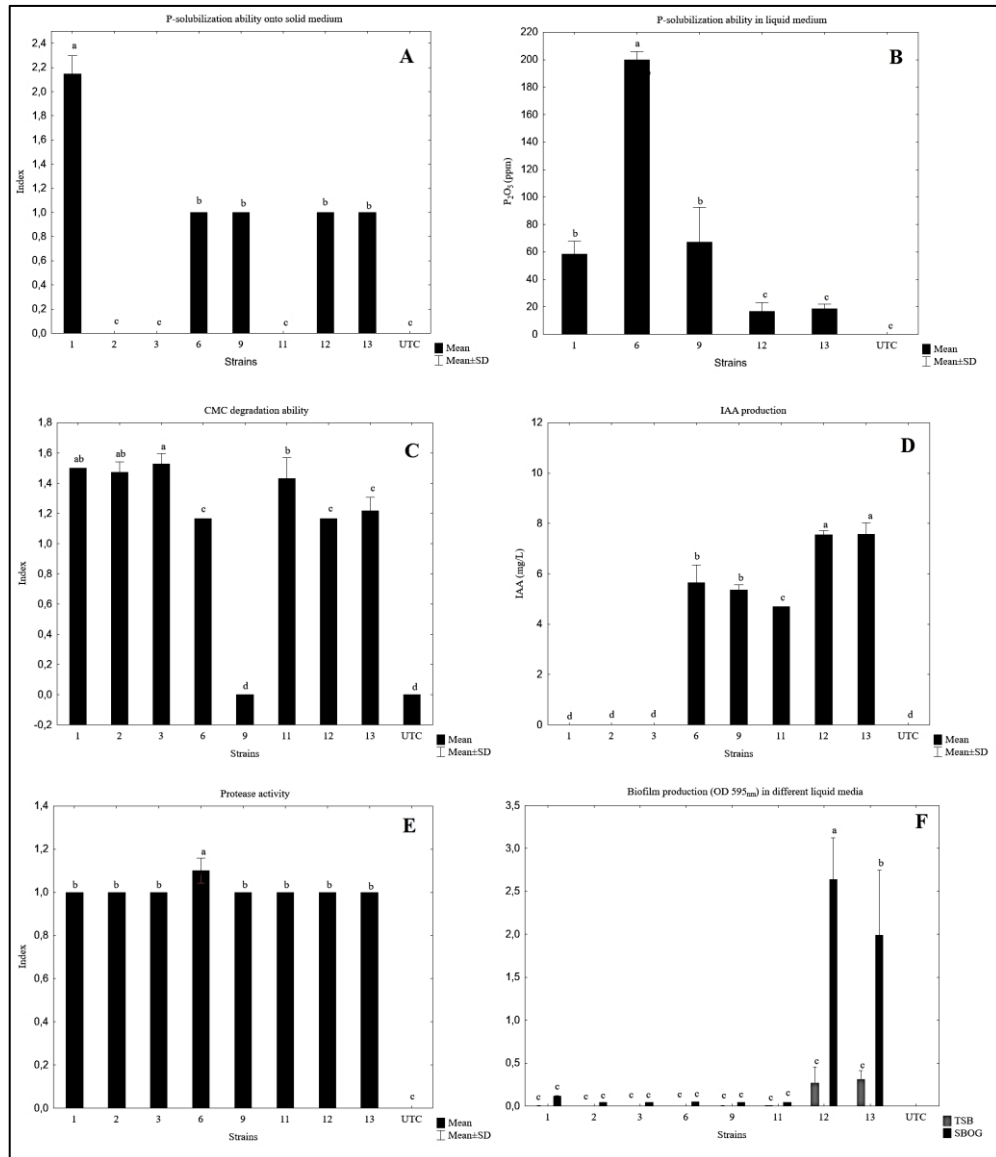 P-solubilization ability onto solid medium
A
2,4
2,2
2,0
1,8
1,6
1,4
1,2
1,0
0,8
0,6
0,4
0,2
0,0
Index
a
c
c
b
b
c
b
b
c
1 2 3 6 9 11 12 13 UTC
Strains
Mean
Mean±SD
P-solubilization ability in liquid medium
B
220
200
180
160
140
120
100
80
60
40
20
0
P₂O₅ (ppm)
b
a
b
c
c
c
1 6 9 12 13 UTC
Strains
Mean
Mean±SD
CMC degradation ability
C
1,8
1,6
1,4
1,2
1,0
0,8
0,6
0,4
0,2
0,0
-0,2
Index
ab
ab
a
c
d
b
c
c
d
1 2 3 6 9 11 12 13 UTC
Strains
Mean
Mean±SD
IAA production
D
12
10
8
6
4
2
0
IAA (mg/L)
d
d
d
b
b
c
a
a
d
1 2 3 6 9 11 12 13 UTC
Strains
Mean
Mean±SD
Protease activity
E
1,4
1,2
1,0
0,8
0,6
0,4
0,2
0,0
Index
b
b
b
a
b
b
b
b
c
1 2 3 6 9 11 12 13 UTC
Strains
Mean
Mean±SD
Biofilm production (OD 595nm) in different liquid media
F
3,5
3,0
2,5
2,0
1,5
1,0
0,5
0,0
c c
c c
c c
c c
c c
c c
c a
c b
1 2 3 6 9 11 12 13 UTC
Strains
TSB
SBOG